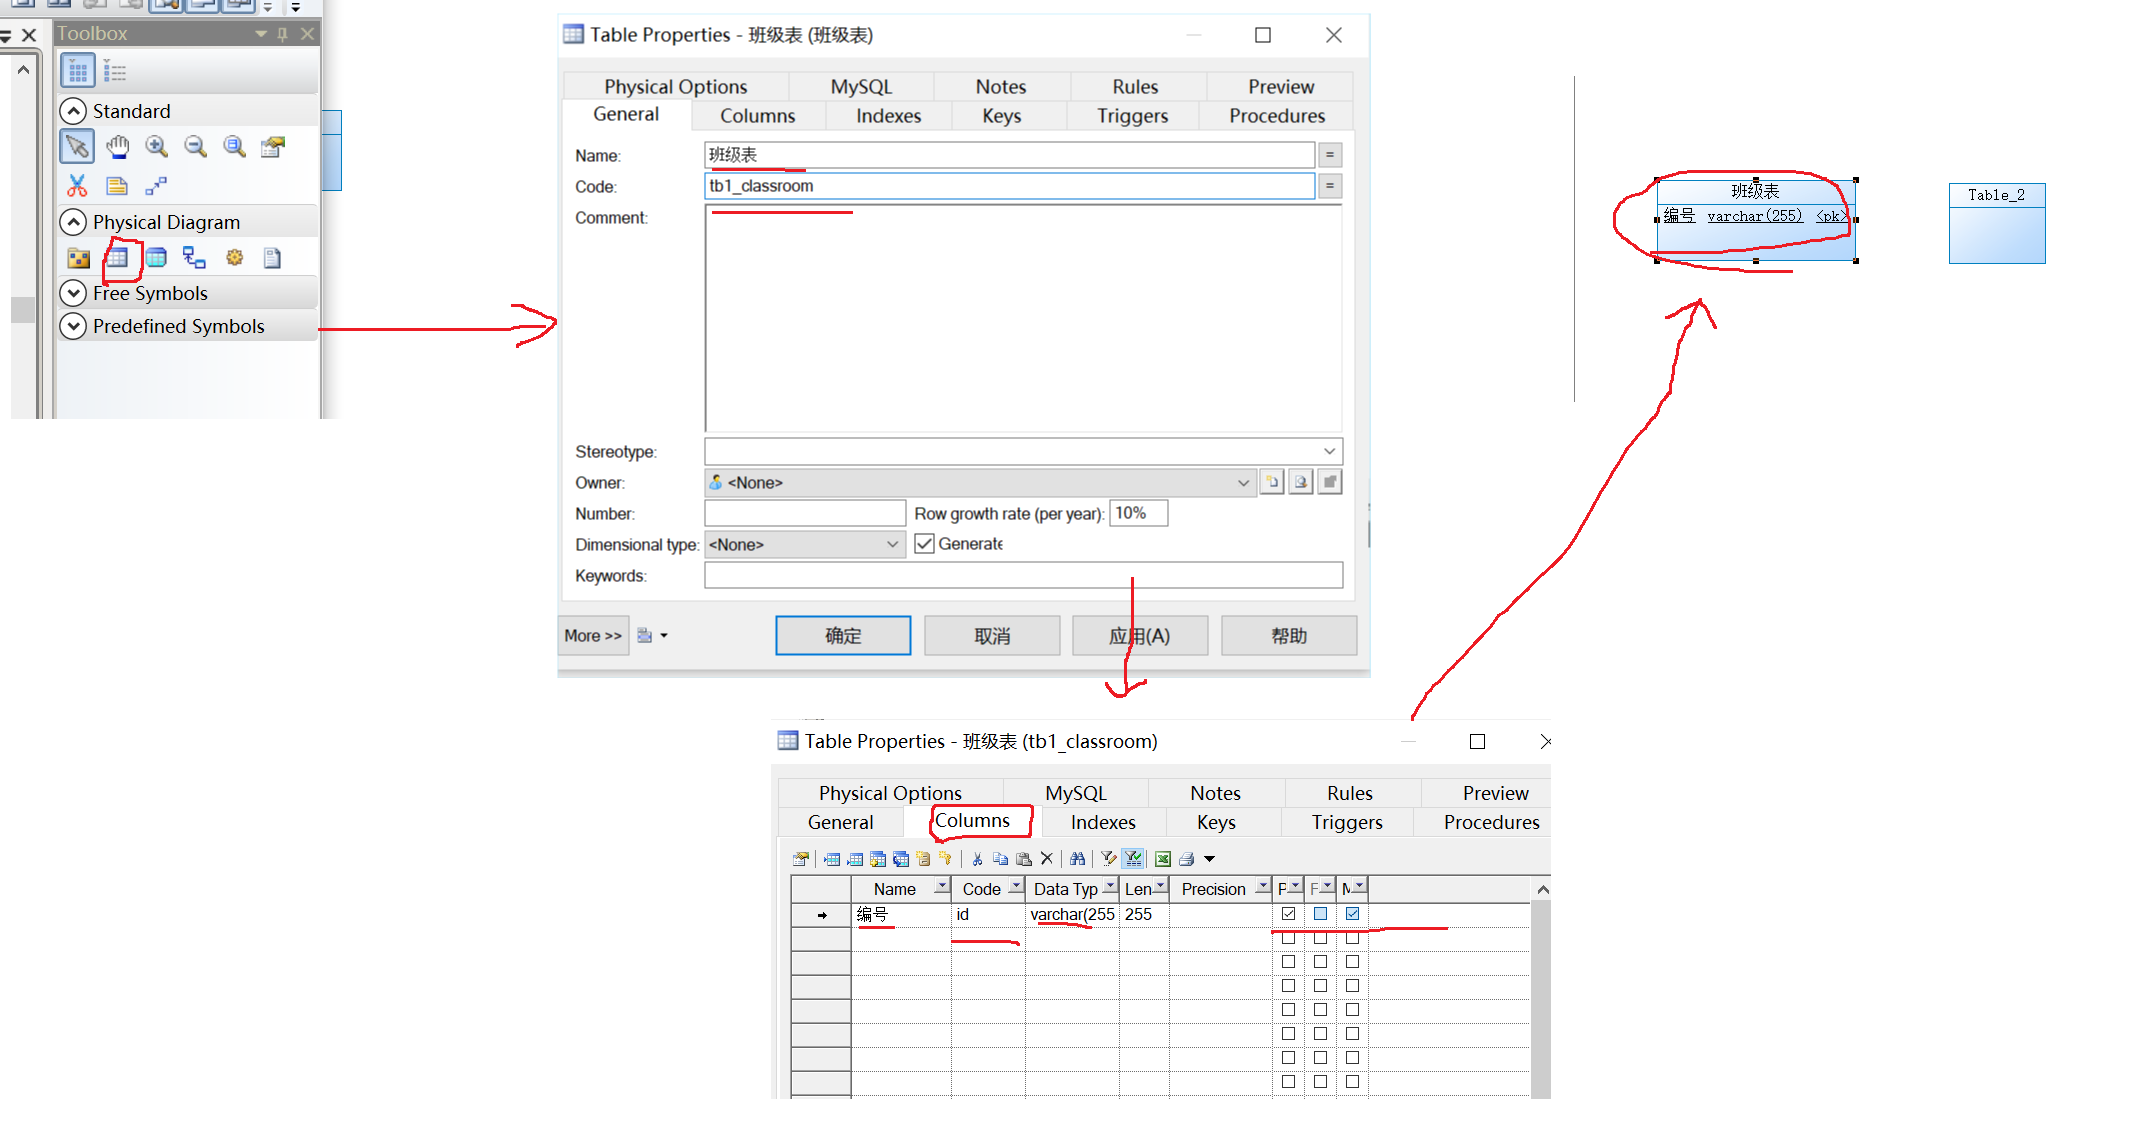 Toolbox
Standard
Physical Diagram
Free Symbols
Predefined Symbols
Table Properties - 班级表 (班级表)
Physical Options MySQL Notes Rules Preview
General Columns Indexes Keys Triggers Procedures
Name: 班级表 =
Code: tb1_classroom =
Comment:
Stereotype:
Owner: <None>
Number: Row growth rate (per year): 10%
Dimensional type: <None> Generate
Keywords:
More >> 确定 取消 应用(A) 帮助
Table Properties - 班级表 (tb1_classroom)
Physical Options MySQL Notes Rules Preview
General Columns Indexes Keys Triggers Procedures
Name Code Data Typ Len Precision P F M
编号 id varchar(255 255
班级表
编号 varchar(255) <pk>
Table_2